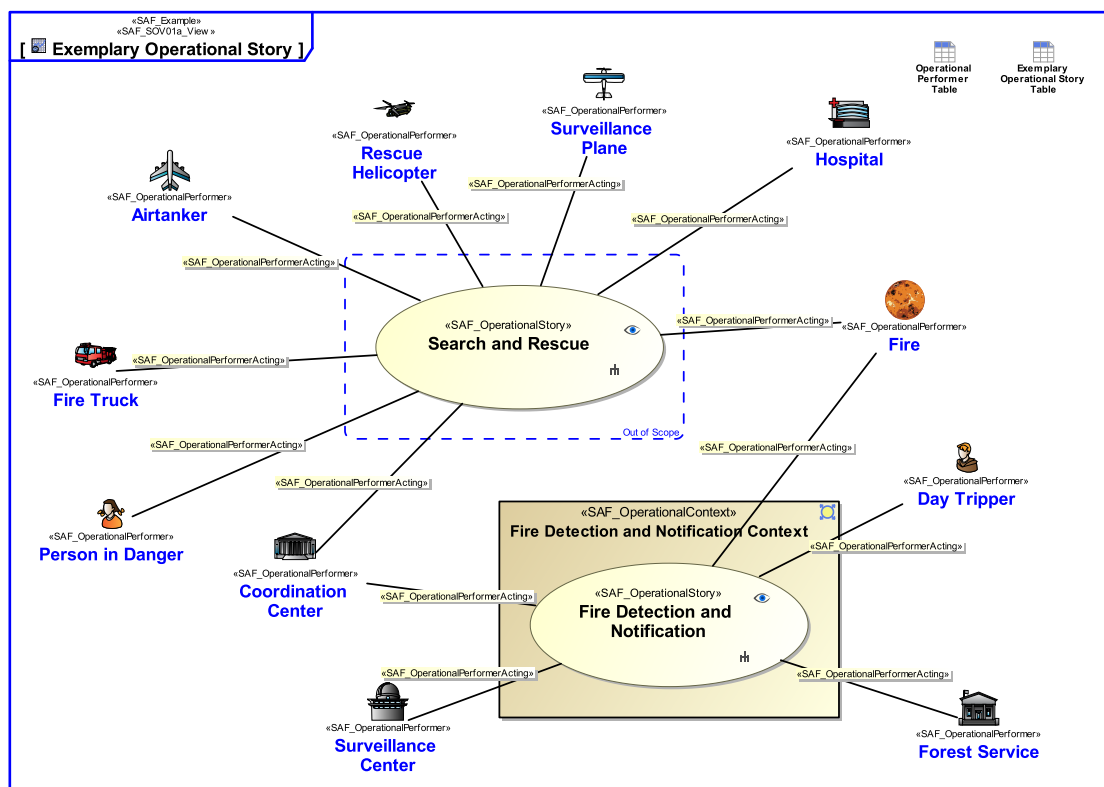 «SAF_Example»
«SAF_SOV01a_View»
[ Exemplary Operational Story ]
Operational
Performer
Table
Exemplary
Operational Story
Table
«SAF_OperationalPerformer»
Surveillance
Plane
«SAF_OperationalPerformer»
Rescue
Helicopter
«SAF_OperationalPerformer»
Hospital
«SAF_OperationalPerformer»
Airtanker
«SAF_OperationalPerformerActing»
«SAF_OperationalPerformerActing»
«SAF_OperationalPerformerActing»
«SAF_OperationalPerformerActing»
«SAF_OperationalStory»
Search and Rescue
Out of Scope
«SAF_OperationalPerformerActing»
«SAF_OperationalPerformer»
Fire
«SAF_OperationalPerformerActing»
«SAF_OperationalPerformer»
Fire Truck
«SAF_OperationalPerformerActing»
«SAF_OperationalPerformerActing»
«SAF_OperationalPerformerActing»
«SAF_OperationalPerformer»
Day Tripper
«SAF_OperationalPerformer»
Person in Danger
«SAF_OperationalContext»
Fire Detection and Notification Context
«SAF_OperationalPerformerActing»
«SAF_OperationalPerformer»
Coordination
Center
«SAF_OperationalPerformerActing»
«SAF_OperationalStory»
Fire Detection and
Notification
«SAF_OperationalPerformerActing»
«SAF_OperationalPerformerActing»
«SAF_OperationalPerformer»
Surveillance
Center
«SAF_OperationalPerformer»
Forest Service